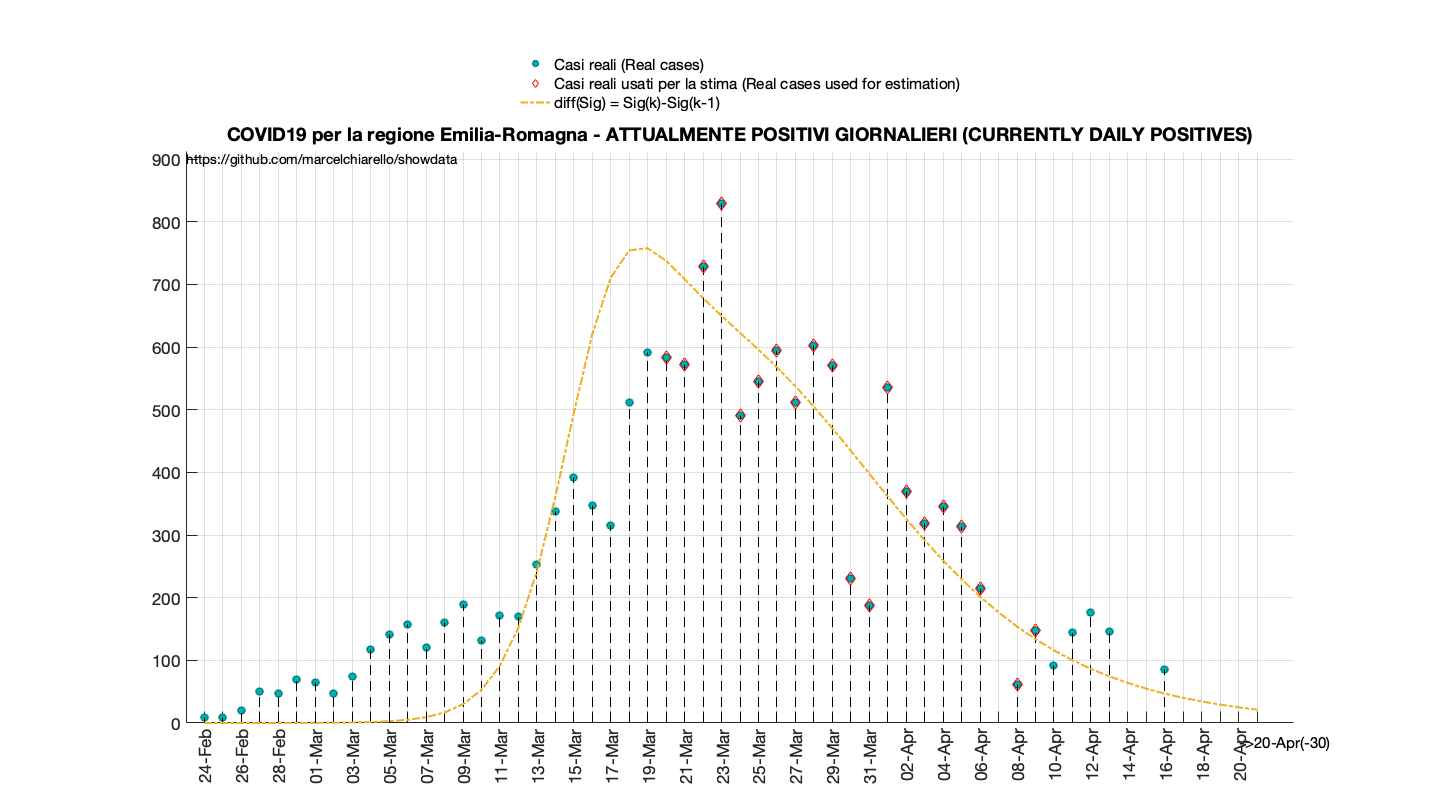 Casi reali (Real cases)
Casi reali usati per la stima (Real cases used for estimation)
diff(Sig) = Sig(k)-Sig(k-1)
COVID19 per la regione Emilia-Romagna - ATTUALMENTE POSITIVI GIORNALIERI (CURRENTLY DAILY POSITIVES)
https://github.com/marcelchiarello/showdata
900
800
700
600
500
400
300
200
100
0
24-Feb
26-Feb
28-Feb
01-Mar
03-Mar
05-Mar
07-Mar
09-Mar
11-Mar
13-Mar
15-Mar
17-Mar
19-Mar
21-Mar
23-Mar
25-Mar
27-Mar
29-Mar
31-Mar
02-Apr
04-Apr
06-Apr
08-Apr
10-Apr
12-Apr
14-Apr
16-Apr
18-Apr
20-Apr
>20-Apr(-30)